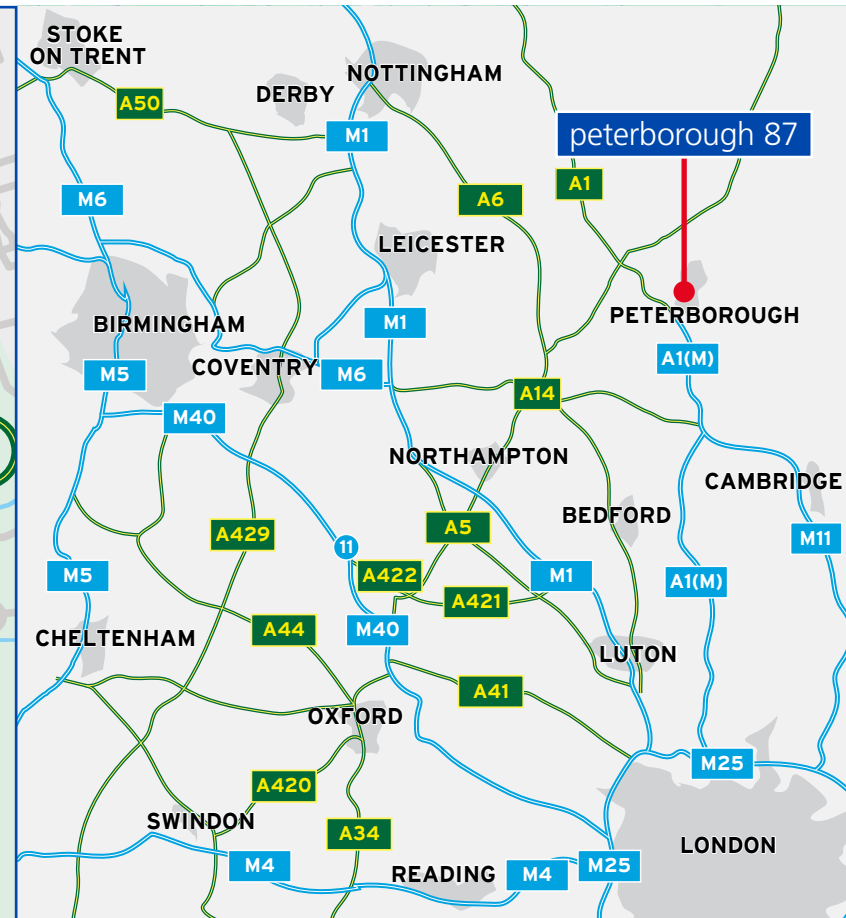 STOKE
ON TRENT
NOTTINGHAM
DERBY
A50
M1
peterborough 87
A1
M6
A6
LEICESTER
PETERBOROUGH
BIRMINGHAM
M1
A1(M)
COVENTRY
M5
M6
A14
M40
NORTHAMPTON
CAMBRIDGE
BEDFORD
A429
A5
M11
11
M5
A422
M1
A1(M)
A421
A44
M40
CHELTENHAM
LUTON
A41
OXFORD
M25
A420
SWINDON
A34
LONDON
M4
READING
M4
M25